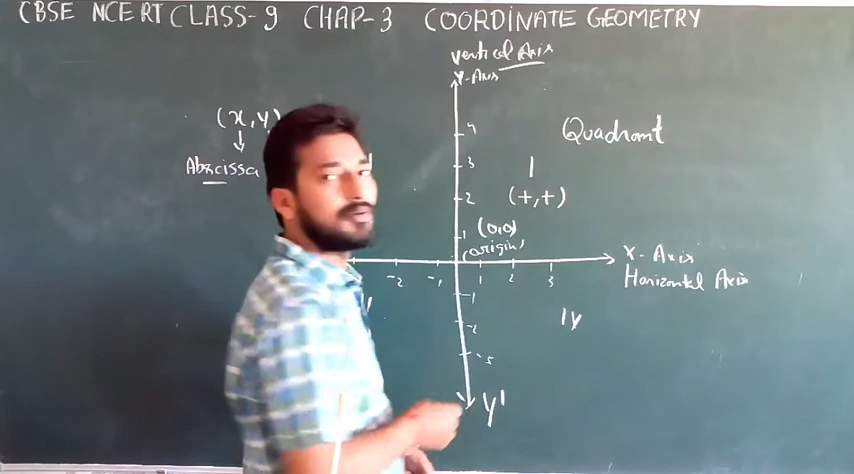 CBSE NCERT CLASS-9 CHAP-3 COORDINATE GEOMETRY
vertical Axis
Y-Axis
(x, y)
Abscissa
Quadrant
4
3
2
1
I
(+,+)
(0,0)
origin
X-Axis
Horizontal Axis
-2 -1 1 2 3
-1
-2
IV
Y'